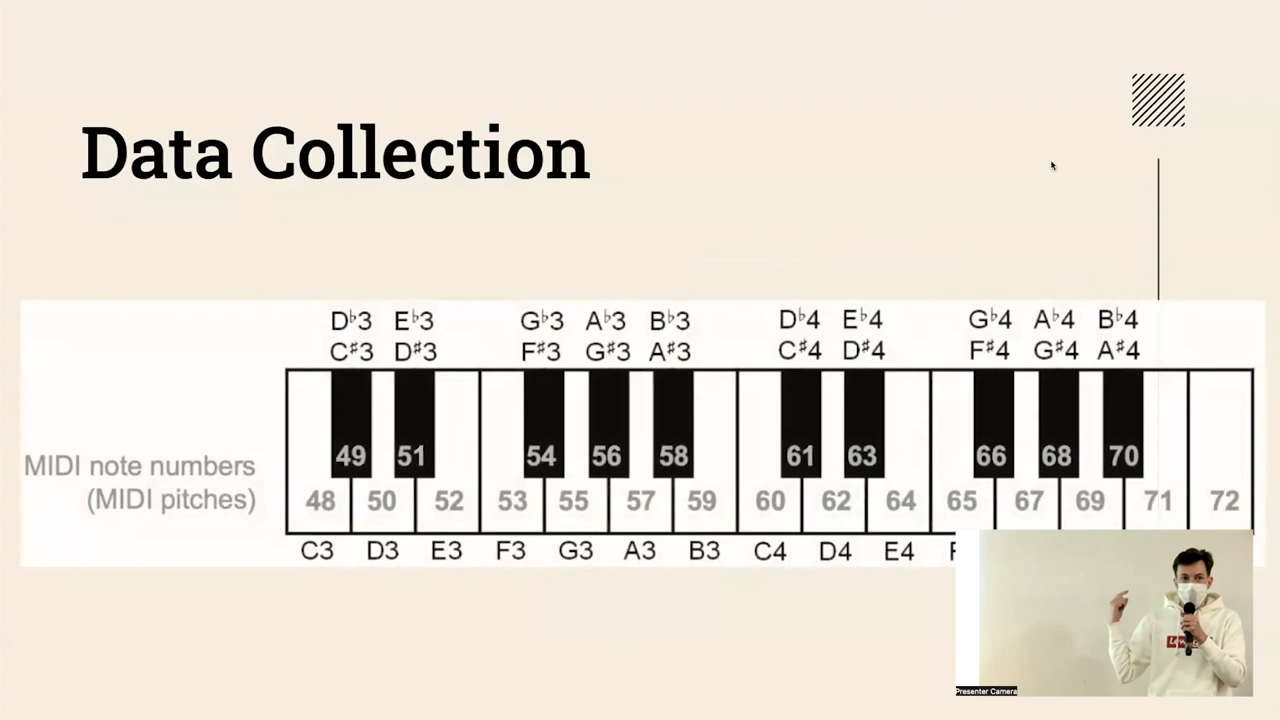 Data Collection
D♭3 E♭3 G♭3 A♭3 B♭3 D♭4 E♭4 G♭4 A♭4 B♭4
C♯3 D♯3 F♯3 G♯3 A♯3 C♯4 D♯4 F♯4 G♯4 A♯4
49 51 54 56 58 61 63 66 68 70
MIDI note numbers
(MIDI pitches)
48 50 52 53 55 57 59 60 62 64 65 67 69 71 72
C3 D3 E3 F3 G3 A3 B3 C4 D4 E4
Presenter Camera